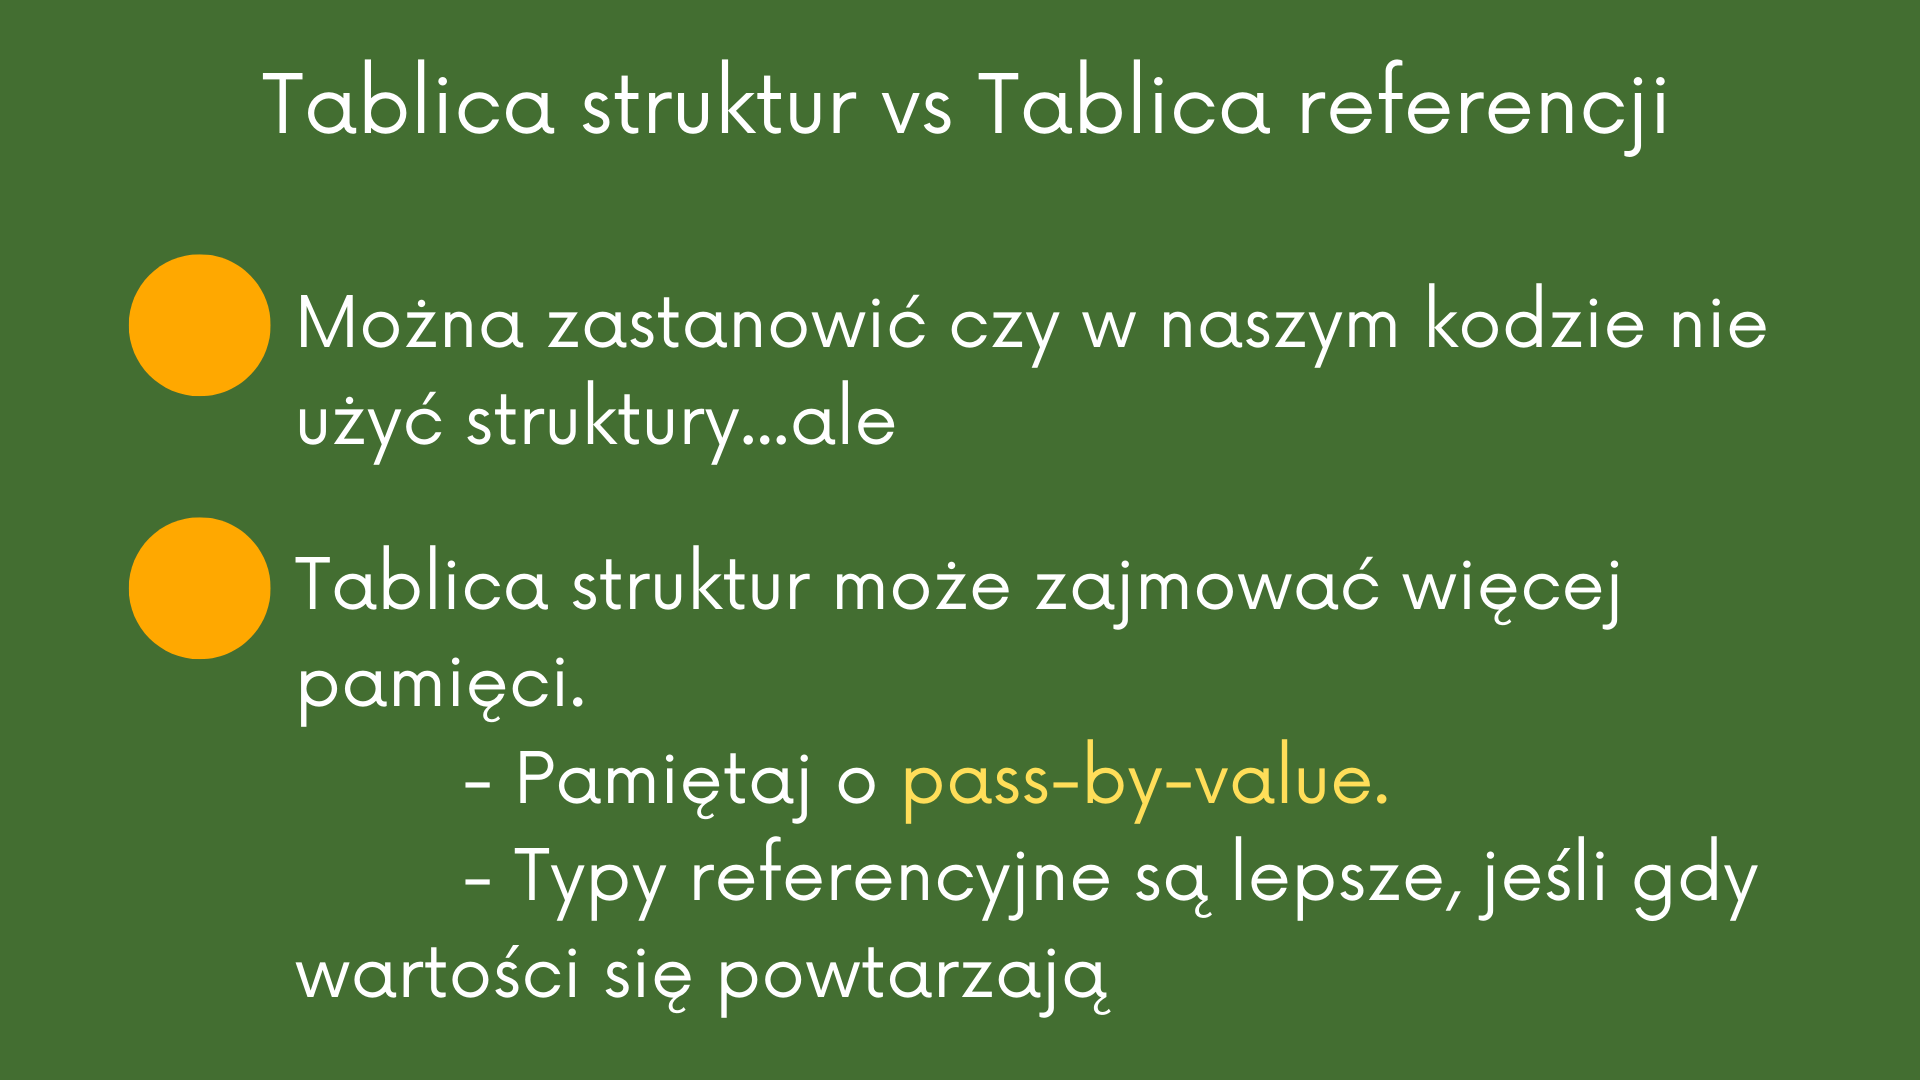 Tablica struktur vs Tablica referencji
Można zastanowić czy w naszym kodzie nie
użyć struktury...ale
Tablica struktur może zajmować więcej
pamięci.
- Pamiętaj o pass-by-value.
- Typy referencyjne są lepsze, jeśli gdy
wartości się powtarzają